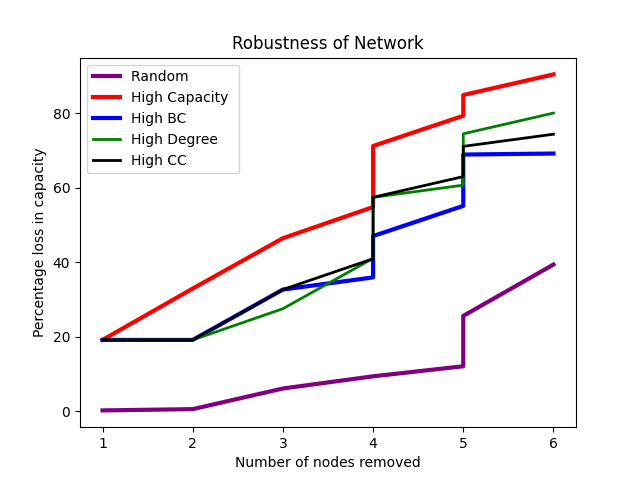 Robustness of Network
Random
High Capacity
High BC
High Degree
High CC
Percentage loss in capacity
80
60
40
20
0
1 2 3 4 5 6
Number of nodes removed